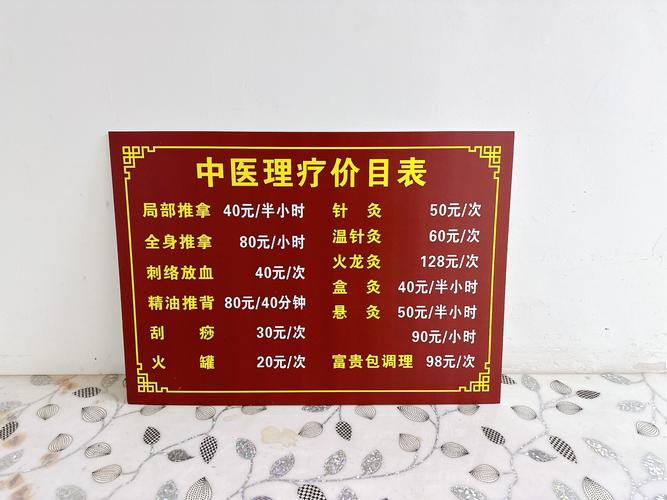 中医理疗价目表
局部推拿 40元/半小时
全身推拿 80元/小时
刺络放血 40元/次
精油推背 80元/40分钟
刮痧 30元/次
火罐 20元/次
针灸 50元/次
温针灸 60元/次
火龙灸 128元/次
盒灸 40元/半小时
悬灸 50元/半小时
90元/小时
富贵包调理 98元/次